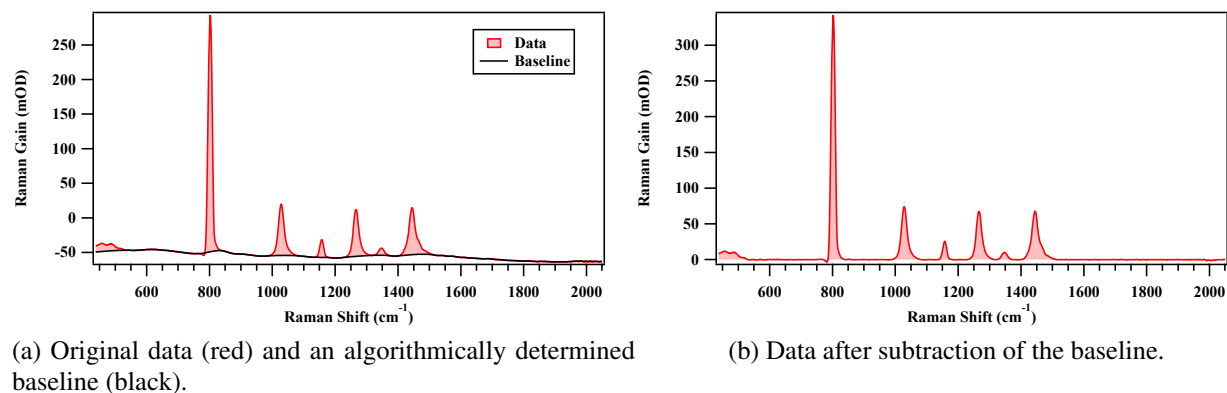 250
200
150
100
50
0
-50
Raman Gain (mOD)
Data
Baseline
600 800 1000 1200 1400 1600 1800 2000
Raman Shift (cm-1)
300
250
200
150
100
50
0
Raman Gain (mOD)
600 800 1000 1200 1400 1600 1800 2000
Raman Shift (cm-1)
(a) Original data (red) and an algorithmically determined
baseline (black).
(b) Data after subtraction of the baseline.